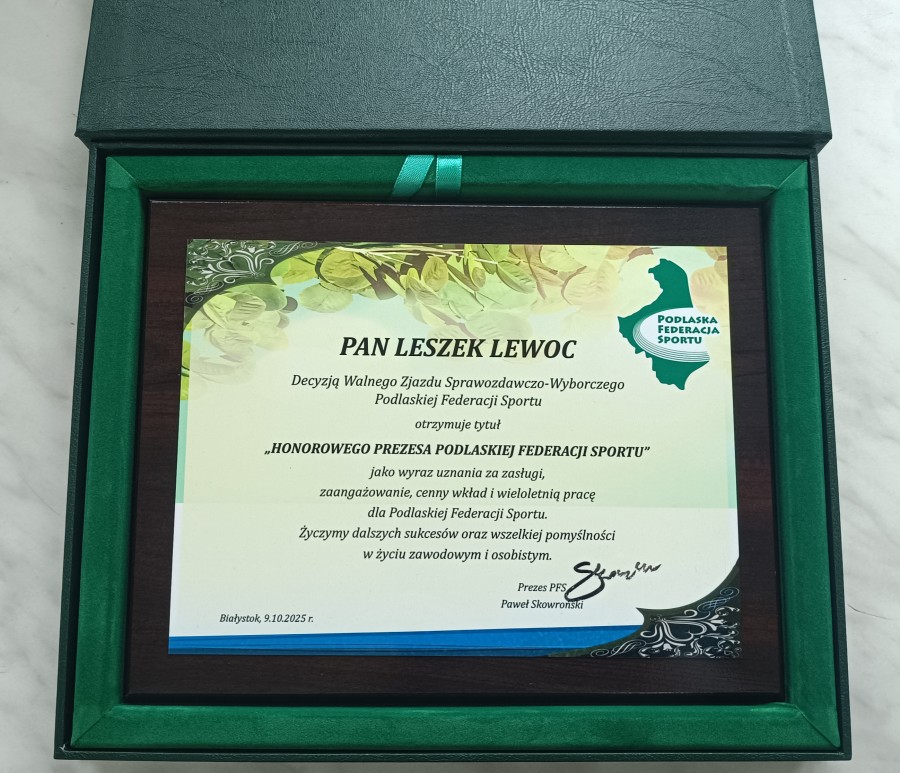 PODLASKA
FEDERACJA
SPORTU
PAN LESZEK LEWOC
Decyzją Walnego Zjazdu Sprawozdawczo-Wyborczego
Podlaskiej Federacji Sportu
otrzymuje tytuł
„HONOROWEGO PREZESA PODLASKIEJ FEDERACJI SPORTU”
jako wyraz uznania za zasługi,
zaangażowanie, cenny wkład i wieloletnią pracę
dla Podlaskiej Federacji Sportu.
Życzymy dalszych sukcesów oraz wszelkiej pomyślności
w życiu zawodowym i osobistym.
Prezes PFS
Paweł Skowroński
Białystok, 9.10.2025 r.